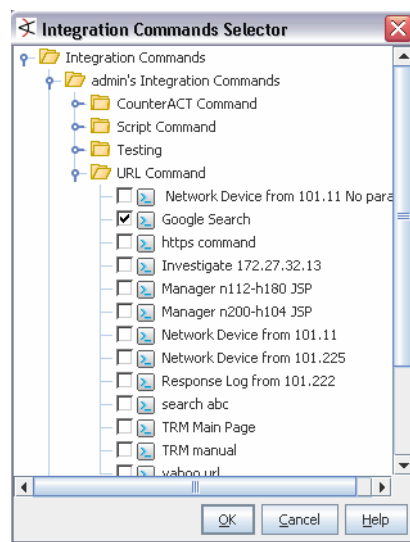 Integration Commands Selector
Integration Commands
admin's Integration Commands
CounterACT Command
Script Command
Testing
URL Command
Network Device from 101.11 No para
Google Search
https command
Investigate 172.27.32.13
Manager n112-h180 JSP
Manager n200-h104 JSP
Network Device from 101.11
Network Device from 101.225
Response Log from 101.222
search abc
TRM Main Page
TRM manual
yahoo url
OK Cancel Help